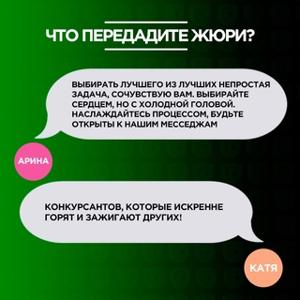 ЧТО ПЕРЕДАДИТЕ ЖЮРИ?
ВЫБИРАТЬ ЛУЧШЕГО ИЗ ЛУЧШИХ НЕПРОСТАЯ
ЗАДАЧА, СОЧУВСТВУЮ ВАМ. ВЫБИРАЙТЕ
СЕРДЦЕМ, НО С ХОЛОДНОЙ ГОЛОВОЙ.
НАСЛАЖДАЙТЕСЬ ПРОЦЕССОМ, БУДЬТЕ
ОТКРЫТЫ К НАШИМ МЕССЕДЖАМ
АРИНА
КОНКУРСАНТОВ, КОТОРЫЕ ИСКРЕННЕ
ГОРЯТ И ЗАЖИГАЮТ ДРУГИХ!
КАТЯ